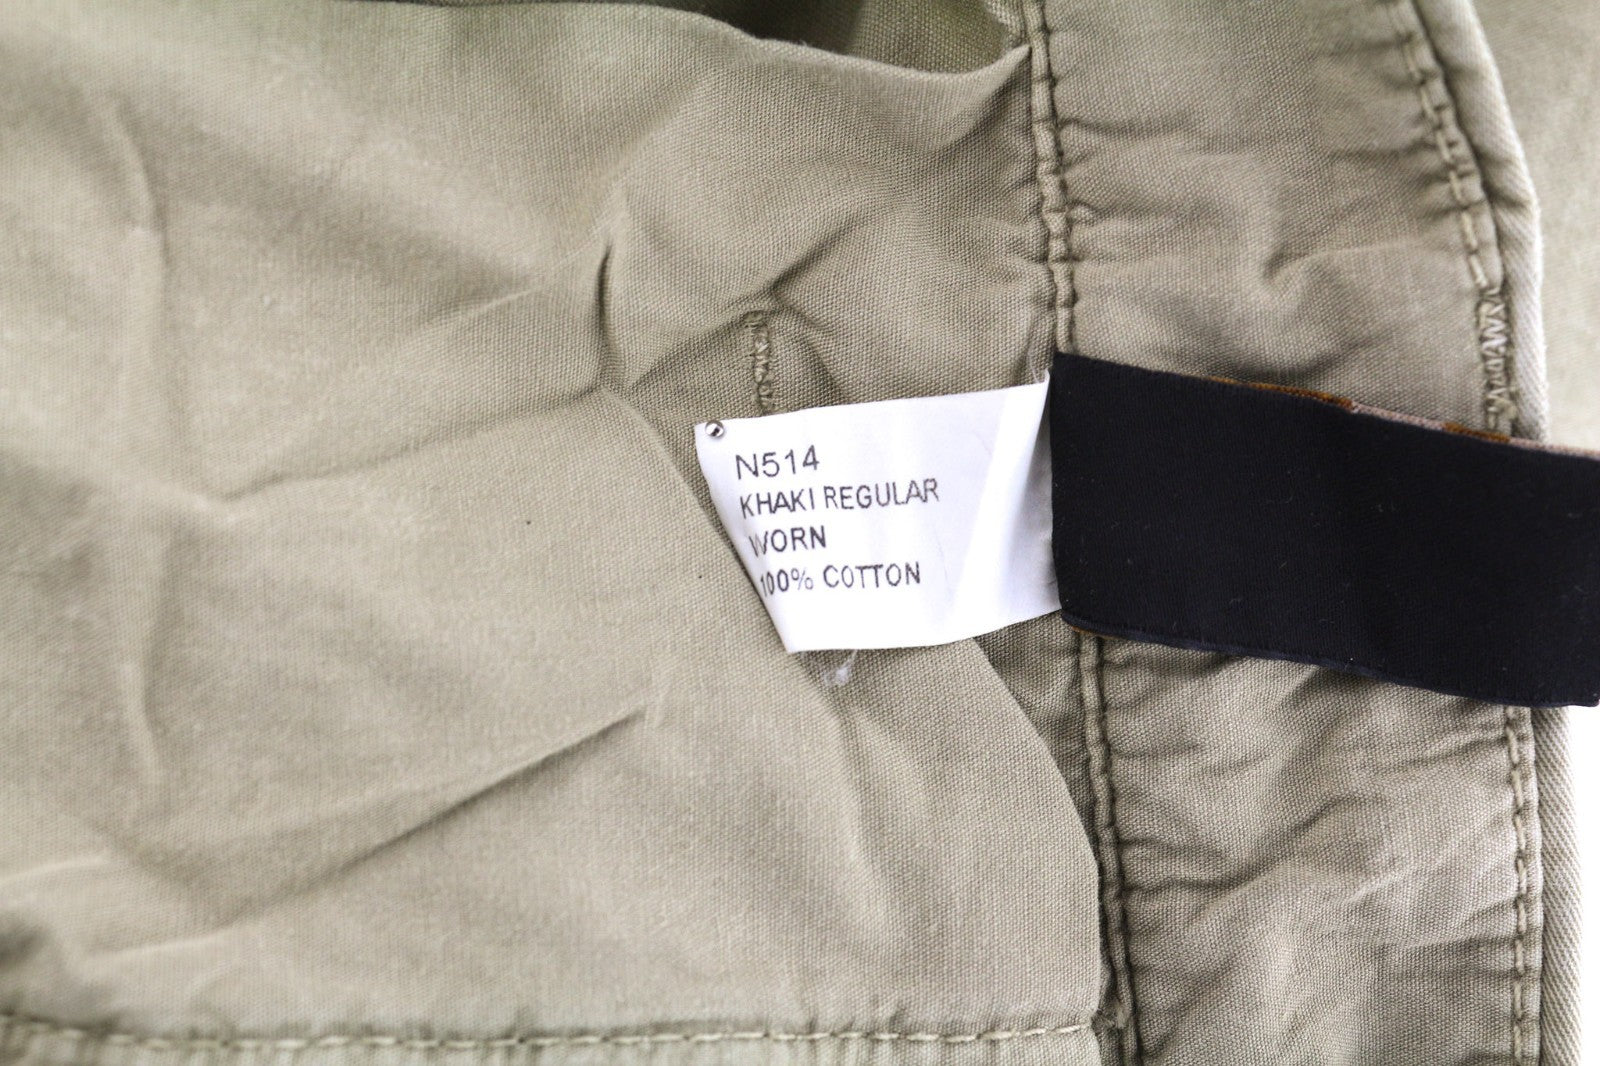 N514
KHAKI REGULAR
WORN
100% COTTON